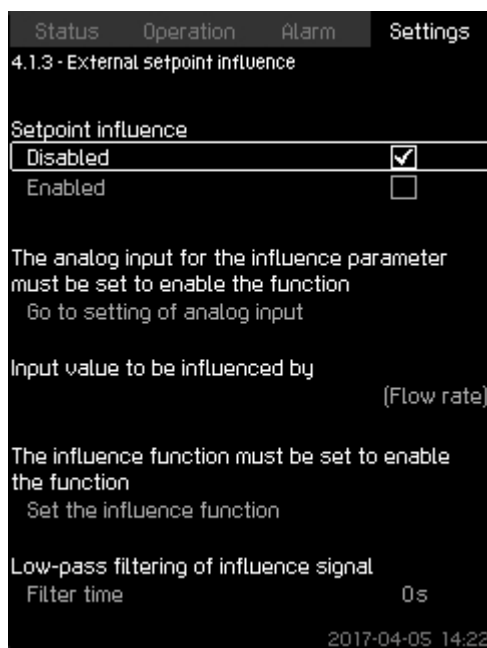 Status Operation Alarm Settings
4.1.3 - External setpoint influence
Setpoint influence
Disabled
Enabled
The analog input for the influence parameter
must be set to enable the function
Go to setting of analog input
Input value to be influenced by
(Flow rate)
The influence function must be set to enable
the function
Set the influence function
Low-pass filtering of influence signal
Filter time 0s
2017-04-05 14:22